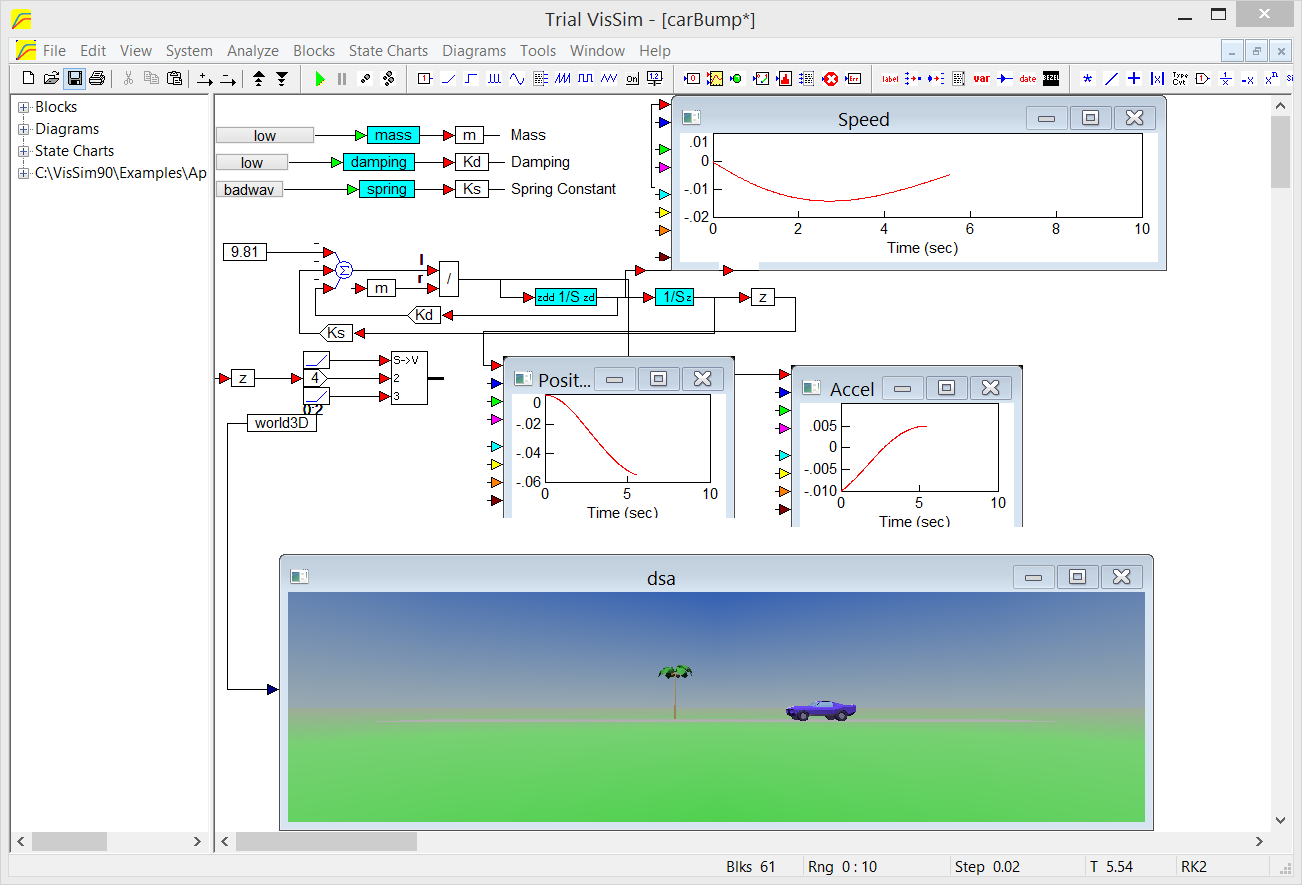 Trial VisSim - [carBump*]
File Edit View System Analyze Blocks State Charts Diagrams Tools Window Help
label var date BEZEL
Blocks
Diagrams
State Charts
C:\VisSim90\Examples\Ap
low mass m Mass
low damping Kd Damping
badwav spring Ks Spring Constant
Speed
.01
0
-.01
-.02
0 2 4 6 8 10
Time (sec)
9.81
Σ
l
r
/
m
zdd 1/S zd
1/S z
z
Kd
Ks
z
4
S->V
2
3
0.2
world3D
Posit...
0
-.02
-.04
-.06
0 5 10
Time (sec)
Accel
.005
0
-.005
-.010
0 5 10
Time (sec)
dsa
Blks 61 Rng 0 : 10 Step 0.02 T 5.54 RK2